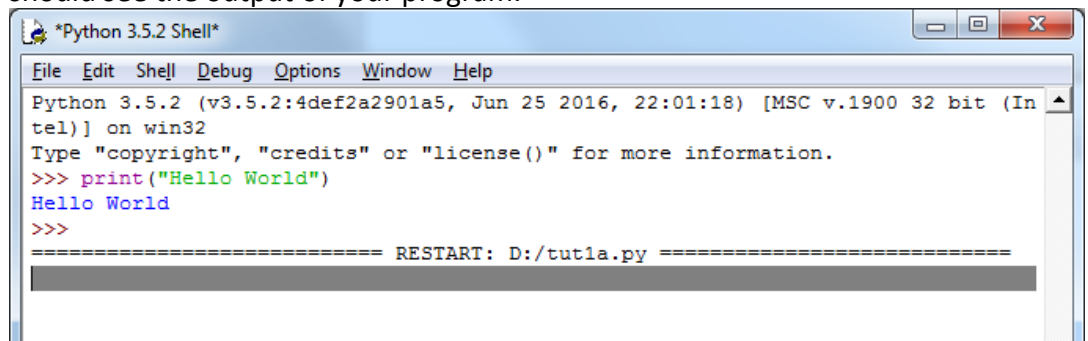 should see the output of your program.
*Python 3.5.2 Shell*
File Edit Shell Debug Options Window Help
Python 3.5.2 (v3.5.2:4def2a2901a5, Jun 25 2016, 22:01:18) [MSC v.1900 32 bit (In
tel)] on win32
Type "copyright", "credits" or "license()" for more information.
>>> print("Hello World")
Hello World
>>>
============================ RESTART: D:/tut1a.py ============================